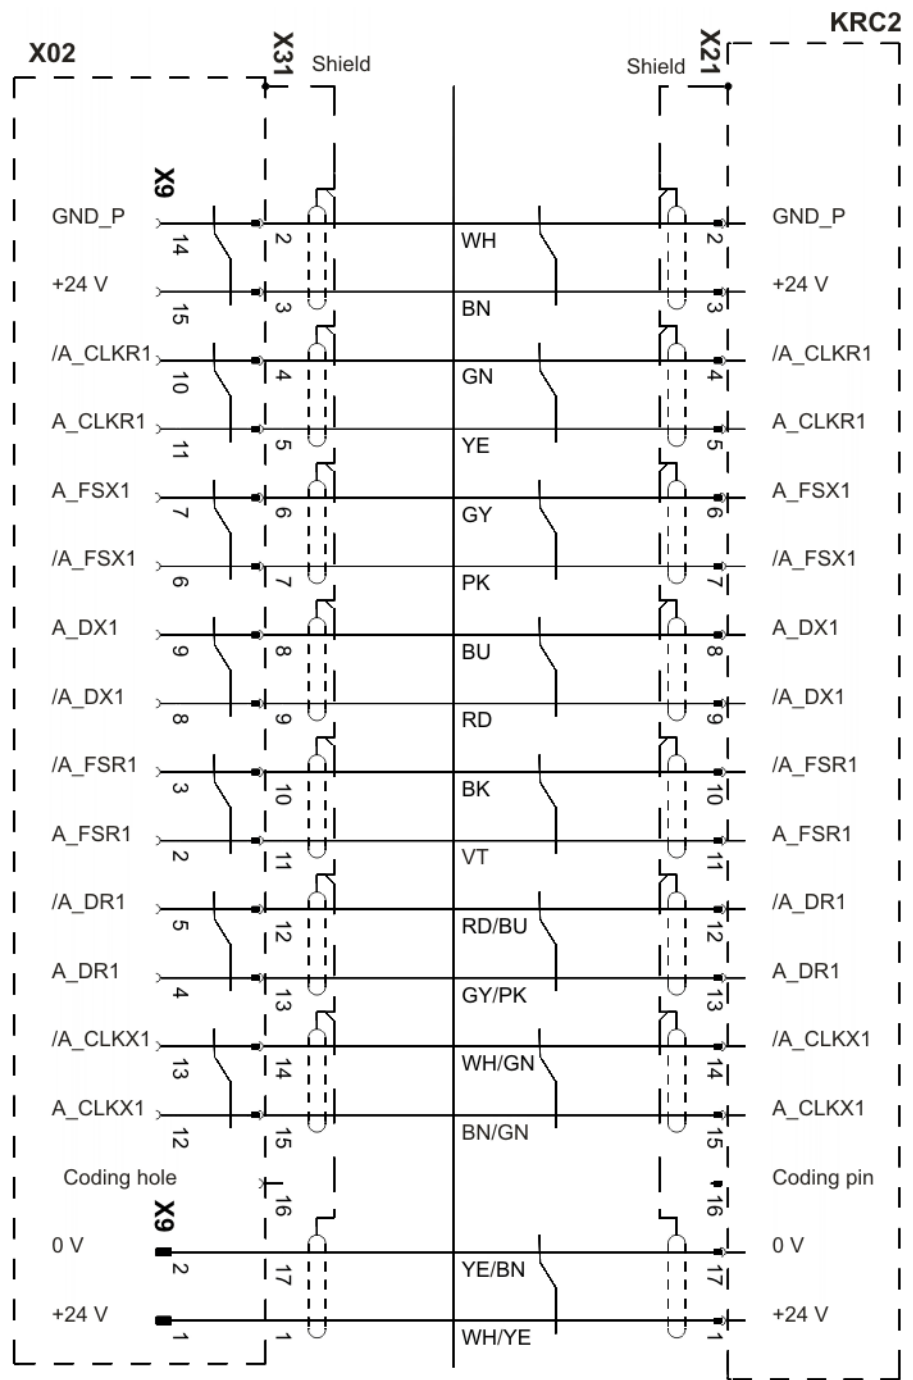 KRC2
X02 X31 Shield Shield X21
X9
GND_P 14 2 WH 2 GND_P
+24 V 15 3 BN 3 +24 V
/A_CLKR1 10 4 GN 4 /A_CLKR1
A_CLKR1 11 5 YE 5 A_CLKR1
A_FSX1 7 6 GY 6 A_FSX1
/A_FSX1 6 7 PK 7 /A_FSX1
A_DX1 9 8 BU 8 A_DX1
/A_DX1 8 9 RD 9 /A_DX1
/A_FSR1 3 10 BK 10 /A_FSR1
A_FSR1 2 11 VT 11 A_FSR1
/A_DR1 5 12 RD/BU 12 /A_DR1
A_DR1 4 13 GY/PK 13 A_DR1
/A_CLKX1 13 14 WH/GN 14 /A_CLKX1
A_CLKX1 12 15 BN/GN 15 A_CLKX1
Coding hole 16 16 Coding pin
X9
0 V 2 17 YE/BN 17 0 V
+24 V 1 1 WH/YE 1 +24 V